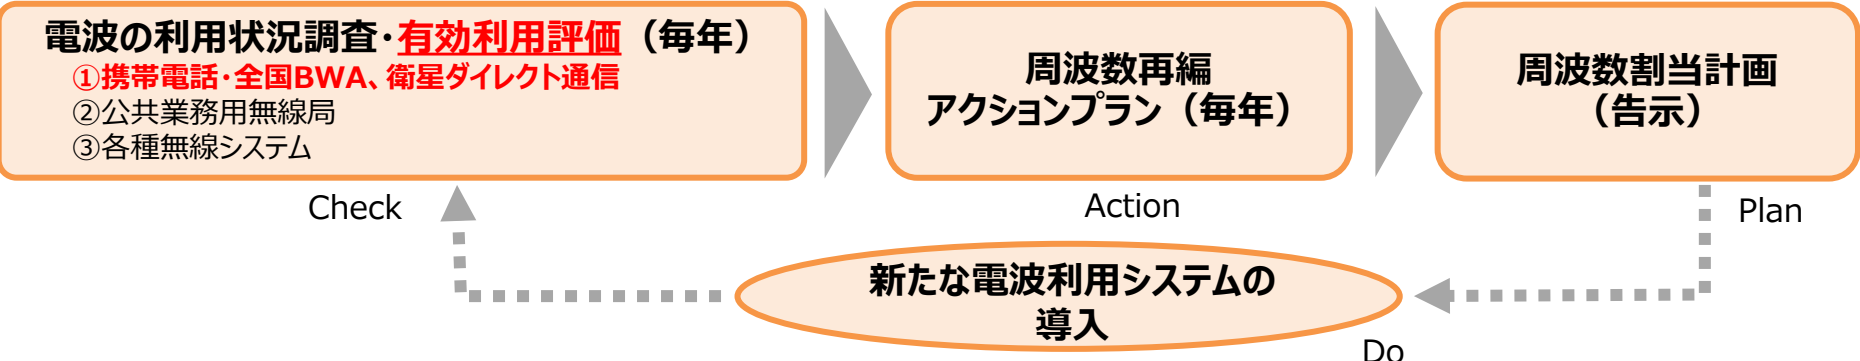 電波の利用状況調査・有効利用評価（毎年）
①携帯電話・全国BWA、衛星ダイレクト通信
②公共業務用無線局
③各種無線システム
周波数再編
アクションプラン（毎年）
周波数割当計画
（告示）
Check
Action
Plan
新たな電波利用システムの
導入
Do